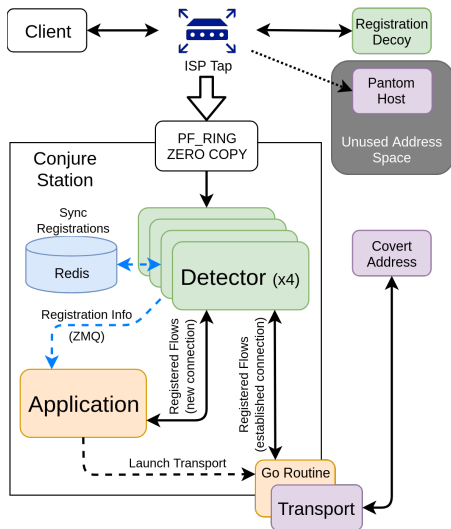 Client
ISP Tap
Registration
Decoy
Pantom
Host
Unused Address
Space
PF_RING
ZERO COPY
Conjure
Station
Sync
Registrations
Redis
Detector (x4)
Covert
Address
Registration Info
(ZMQ)
Registered Flows
(new connection)
Registered Flows
(established connection)
Application
Launch Transport
Go Routine
Transport